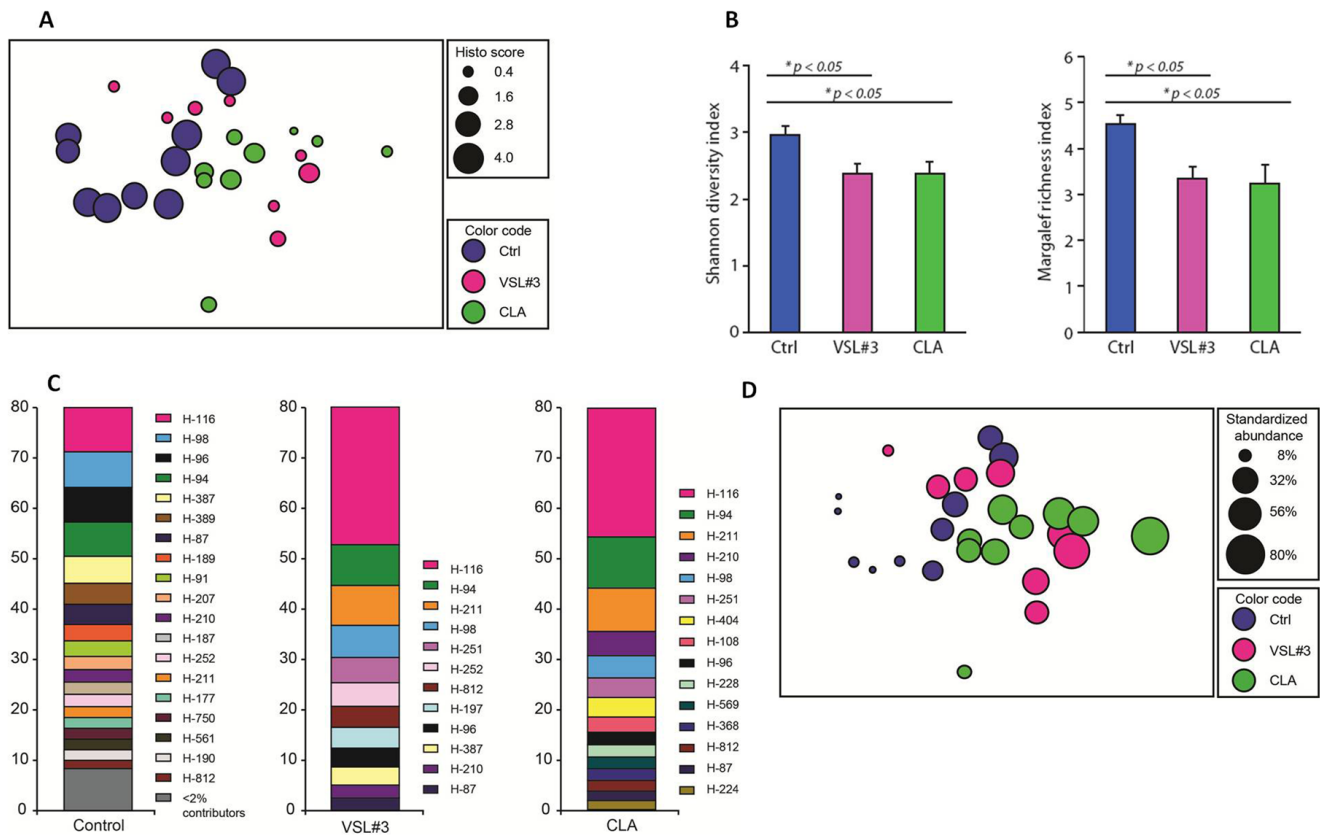 A
Histo score
0.4
1.6
2.8
4.0
Color code
Ctrl
VSL#3
CLA
B
Shannon diversity index
4
3
2
1
0
* p < 0.05
* p < 0.05
Ctrl
VSL#3
CLA
Margalef richness index
6
5
4
3
2
1
0
* p < 0.05
* p < 0.05
Ctrl
VSL#3
CLA
C
80
70
60
50
40
30
20
10
0
Control
H-116
H-98
H-96
H-94
H-387
H-389
H-87
H-189
H-91
H-207
H-210
H-187
H-252
H-211
H-177
H-750
H-561
H-190
H-812
<2%
contributors
80
70
60
50
40
30
20
10
0
VSL#3
H-116
H-94
H-211
H-98
H-251
H-252
H-812
H-197
H-96
H-387
H-210
H-87
80
70
60
50
40
30
20
10
0
CLA
H-116
H-94
H-211
H-210
H-98
H-251
H-404
H-108
H-96
H-228
H-569
H-368
H-812
H-87
H-224
D
Standardized
abundance
8%
32%
56%
80%
Color code
Ctrl
VSL#3
CLA